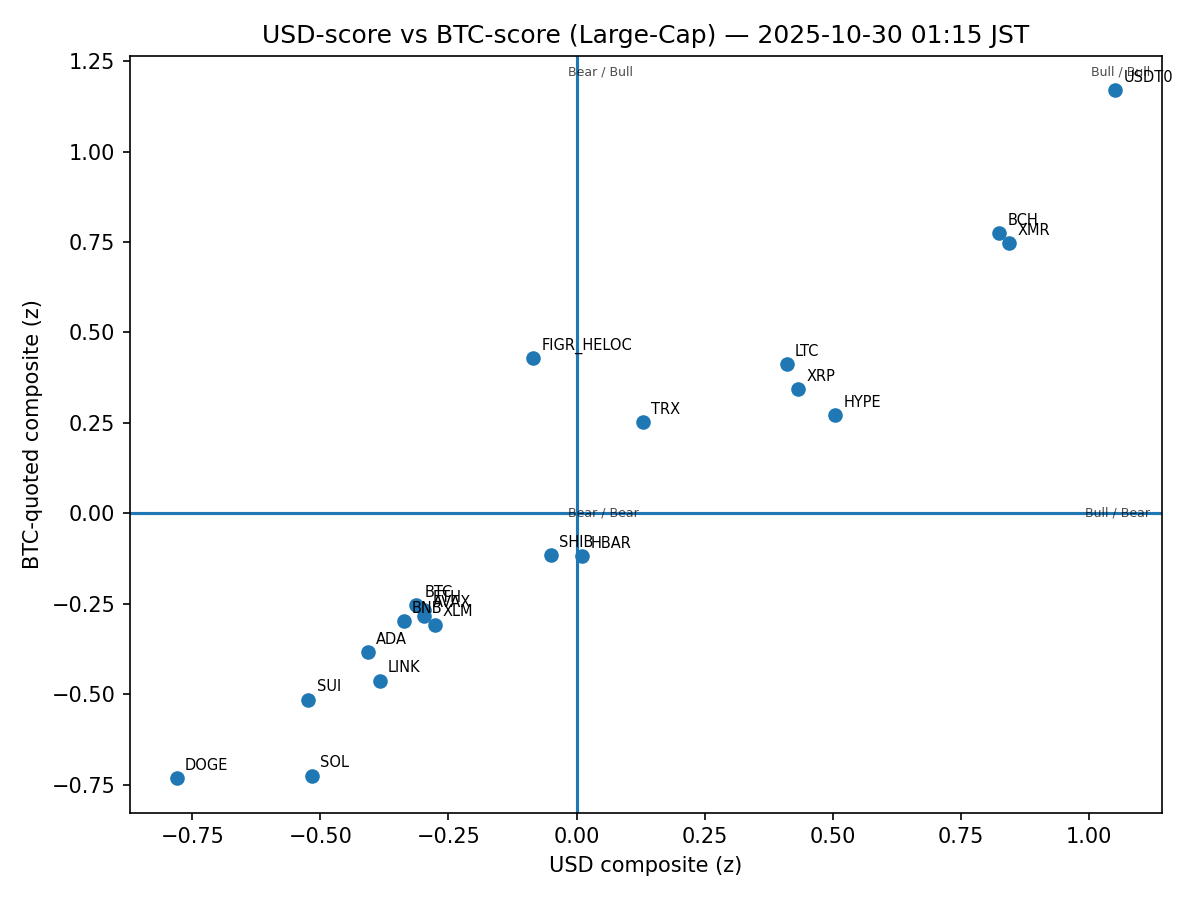 USD-score vs BTC-score (Large-Cap) — 2025-10-30 01:15 JST
1.25
1.00
0.75
0.50
0.25
0.00
−0.25
−0.50
−0.75
BTC-quoted composite (z)
Bear / Bull
Bull / Bull
USDT0
BCH
XMR
FIGR_HELOC
LTC
XRP
HYPE
TRX
Bear / Bear
Bull / Bear
SHIB
HBAR
BTC
ETH
AVAX
BNB
XLM
ADA
LINK
SUI
SOL
DOGE
−0.75
−0.50
−0.25
0.00
0.25
0.50
0.75
1.00
USD composite (z)